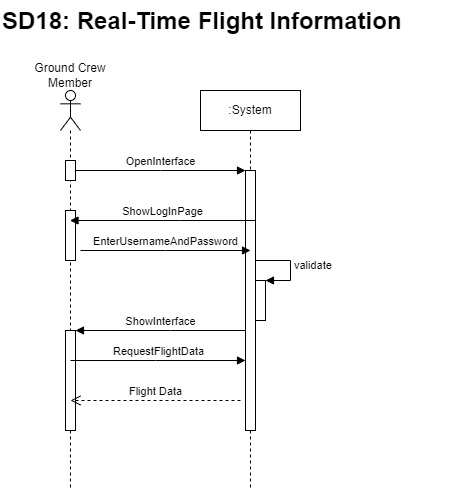 SD18: Real-Time Flight Information
Ground Crew
Member
:System
OpenInterface
ShowLogInPage
EnterUsernameAndPassword
validate
ShowInterface
RequestFlightData
Flight Data